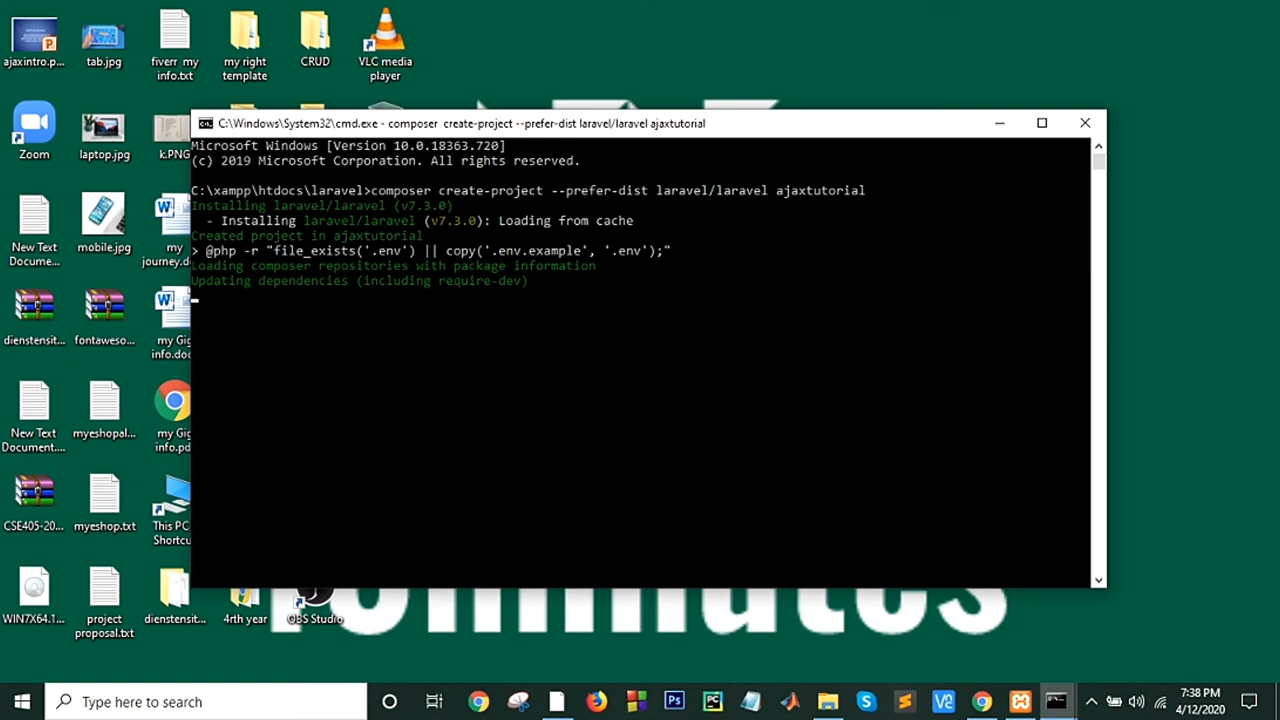 ajaxintro.p...
tab.jpg
fiverr my
info.txt
my right
template
CRUD
VLC media
player
Zoom
laptop.jpg
k.PNG
C:\Windows\System32\cmd.exe - composer create-project --prefer-dist laravel/laravel ajaxtutorial
Microsoft Windows [Version 10.0.18363.720]
(c) 2019 Microsoft Corporation. All rights reserved.
C:\xampp\htdocs\laravel>composer create-project --prefer-dist laravel/laravel ajaxtutorial
Installing laravel/laravel (v7.3.0)
- Installing laravel/laravel (v7.3.0): Loading from cache
Created project in ajaxtutorial
> @php -r "file_exists('.env') || copy('.env.example', '.env');"
Loading composer repositories with package information
Updating dependencies (including require-dev)
New Text
Docume...
mobile.jpg
my
journey.d...
dienstensit...
fontaweso...
my Gig
info.doc
New Text
Document....
myeshopal...
my Gig
info.pd
CSE405-20...
myeshop.txt
This PC
Shortcu
WIN7X64.1...
project
proposal.txt
dienstensit...
4rth year
OBS Studio
Type here to search
7:38 PM
4/12/2020